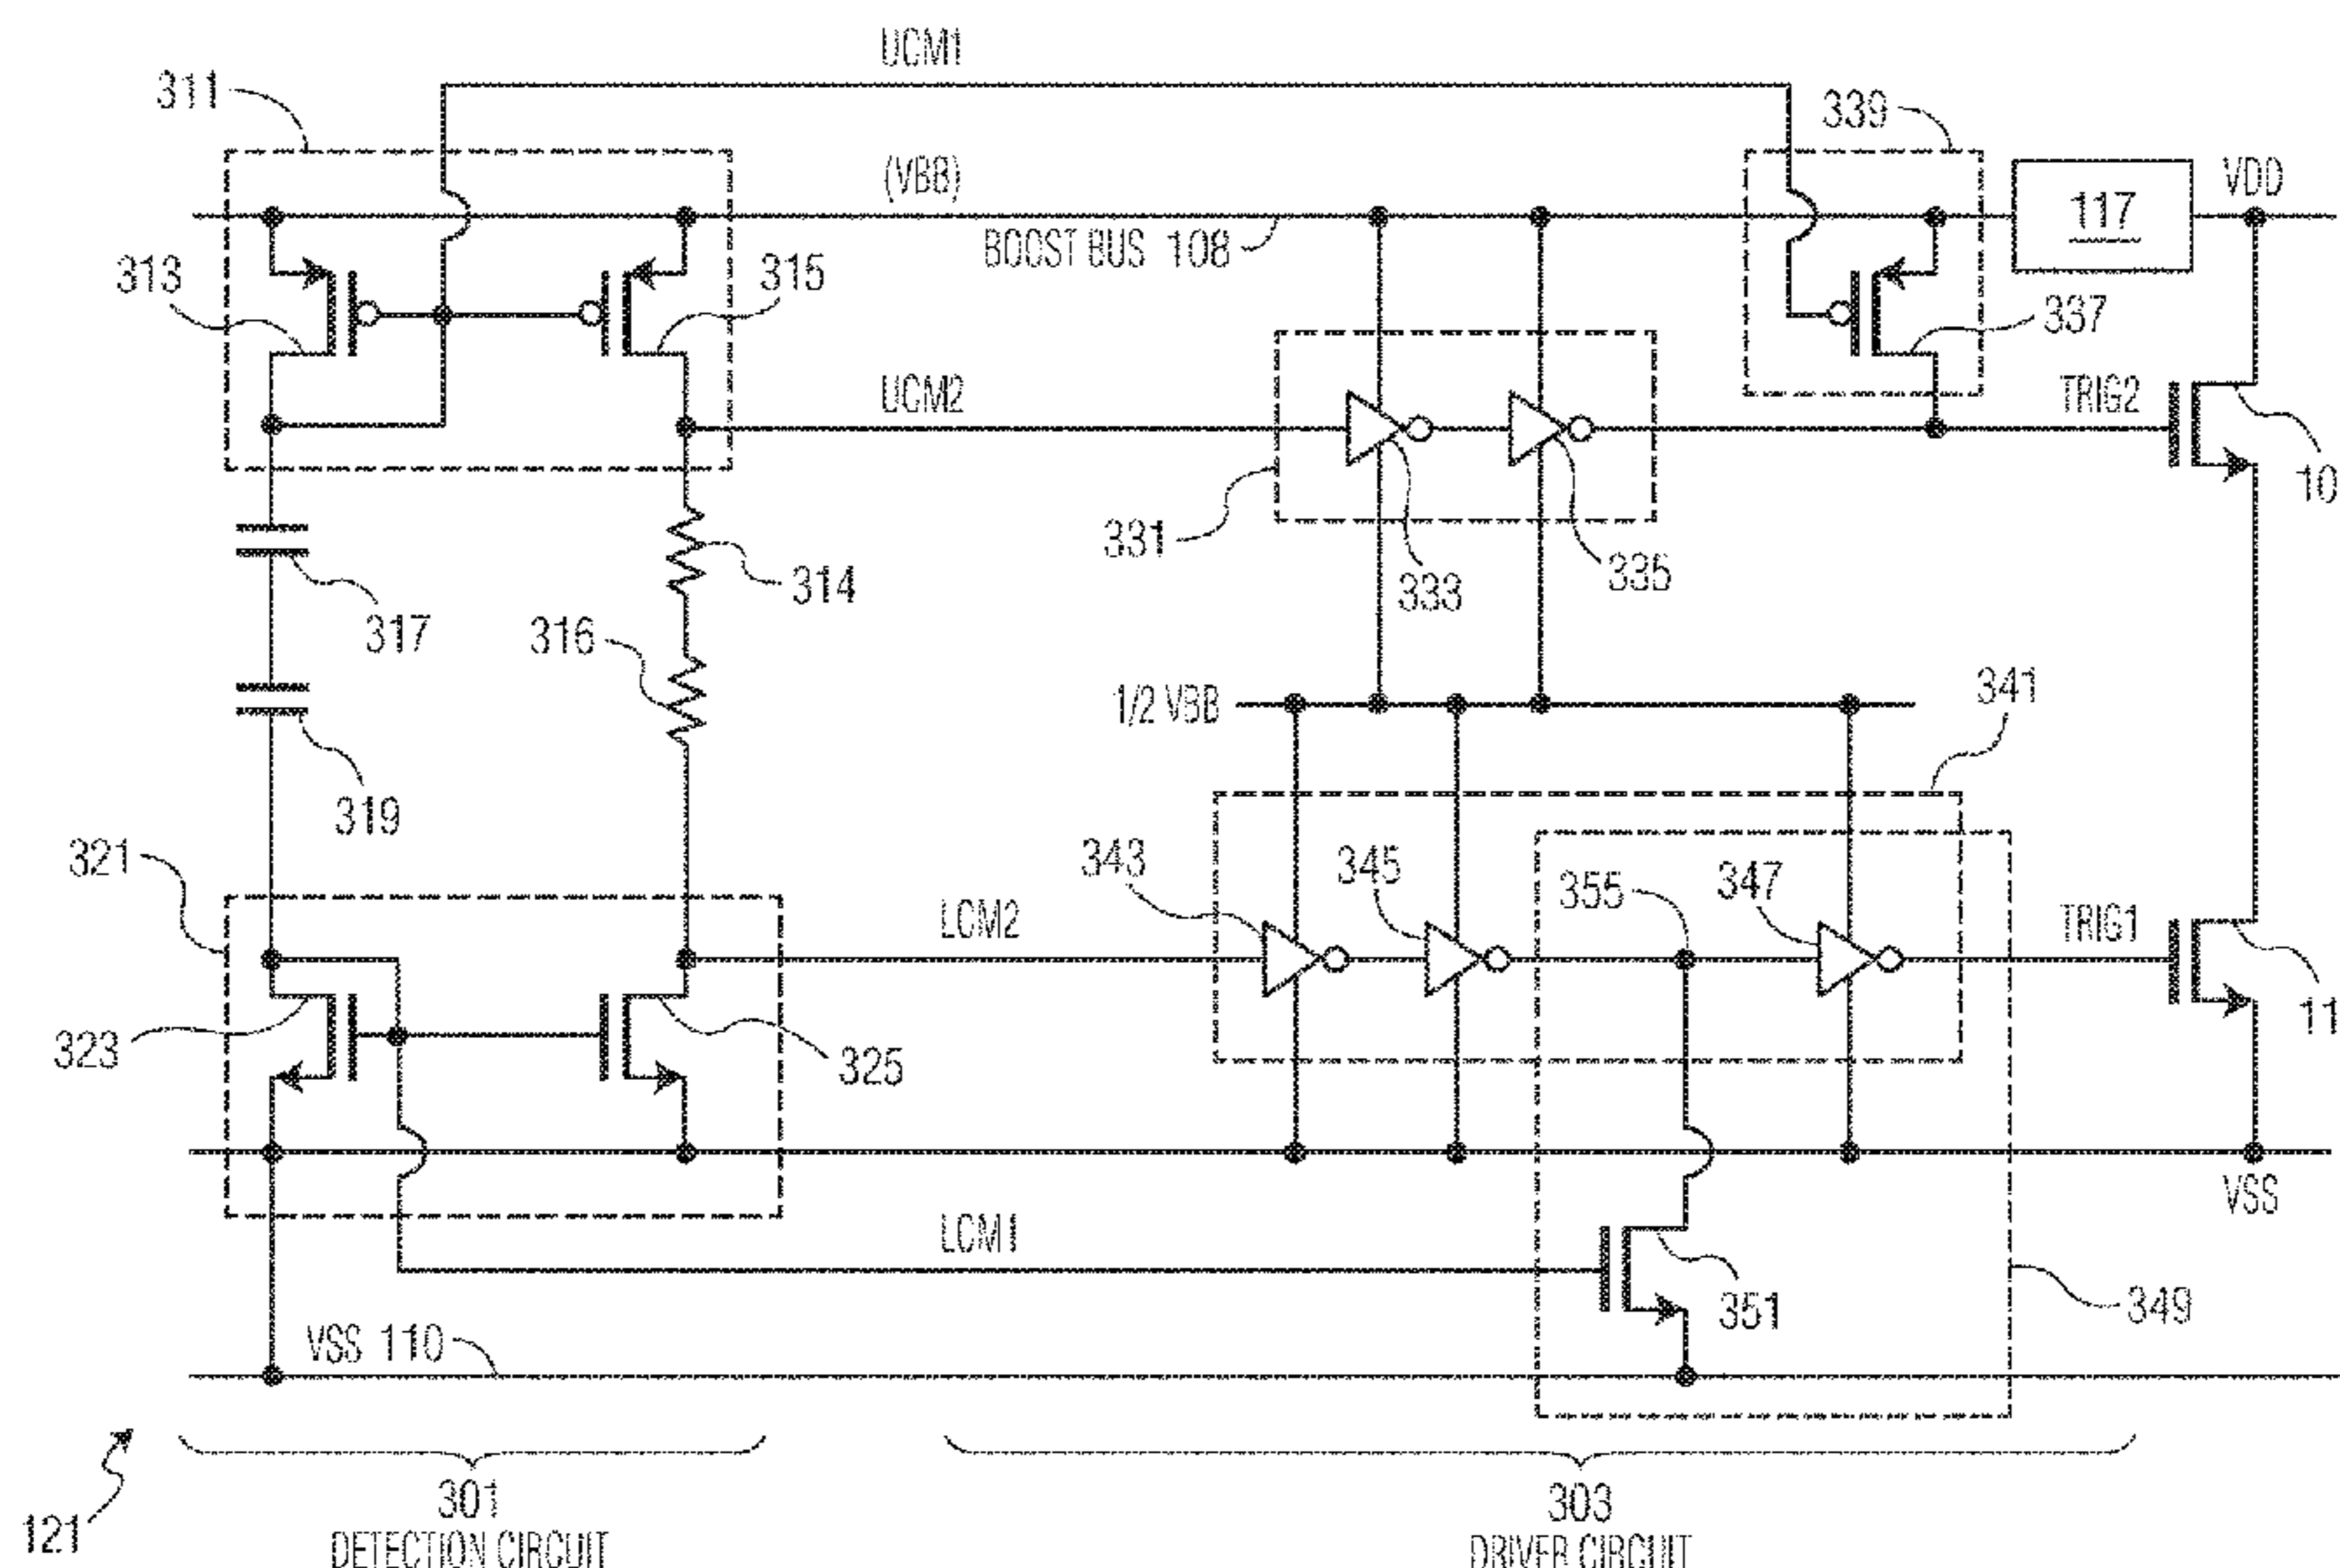 UCM1
311
339
(VBB)
VDD
117
BOOST BUS 108
313
315
337
UCM2
TRIG2
10
331
333
335
314
317
316
1/2 VBB
341
319
321
343
345
355
347
LCM2
TRIG1
11
323
325
LCM1
VSS
351
349
VSS 110
121
301
DETECTION CIRCUIT
303
DRIVER CIRCUIT